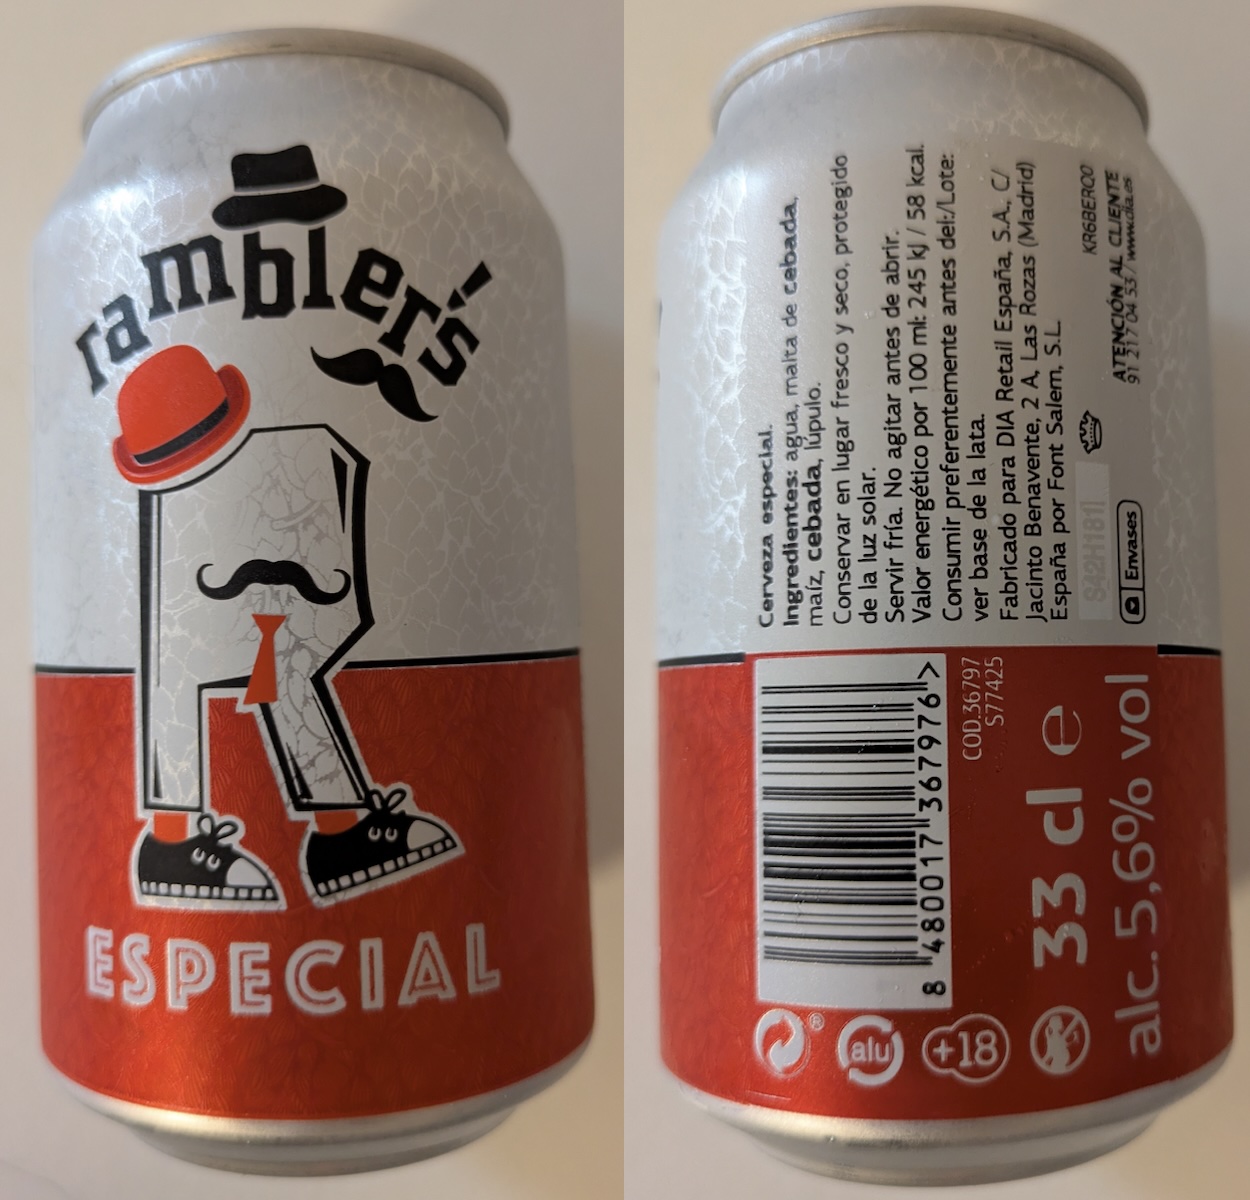 rambler's
ESPECIAL
Cerveza especial.
Ingredientes: agua, malta de cebada,
maíz, cebada, lúpulo.
Conservar en lugar fresco y seco, protegido
de la luz solar.
Servir fría. No agitar antes de abrir.
Valor energético por 100 ml: 245 kJ / 58 kcal.
Consumir preferentemente antes del:/Lote:
ver base de la lata.
Fabricado para DIA Retail España, S.A., C/
Jacinto Benavente, 2 A, Las Rozas (Madrid)
España por Font Salem, S.L.
KR6BERC0
ATENCIÓN AL CLIENTE
91 217 04 53 / www.dia.es
Envases
8 480017 367976 >
COD.36797
S77425
®
alu
+18
33 cl e
alc. 5,6% vol